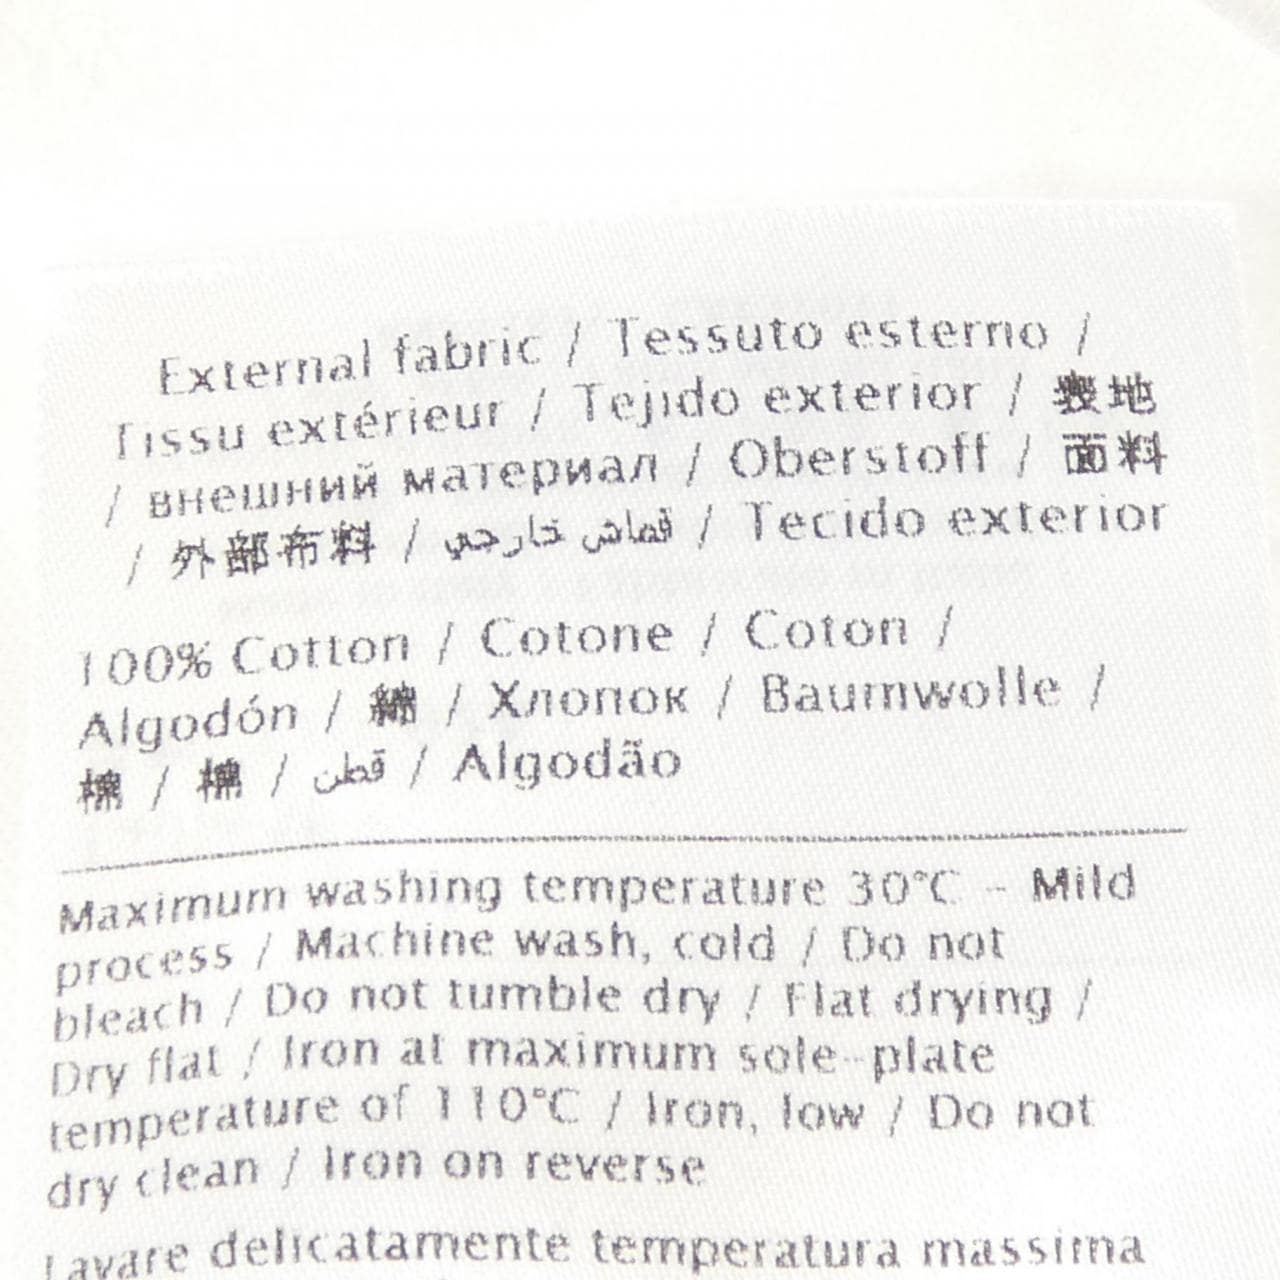 External fabric / Tessuto esterno /
Tissu extérieur / Tejido exterior / 表地
/ внешний материал / Oberstoff / 面料
/ 外部布料 / قماش خارجي / Tecido exterior
100% Cotton / Cotone / Coton /
Algodón / 綿 / Хлопок / Baumwolle /
棉 / 棉 / قطن / Algodão
Maximum washing temperature 30°C - Mild
process / Machine wash, cold / Do not
bleach / Do not tumble dry / Flat drying /
Dry flat / Iron at maximum sole-plate
temperature of 110°C / Iron, low / Do not
dry clean / Iron on reverse
Lavare delicatamente temperatura massima